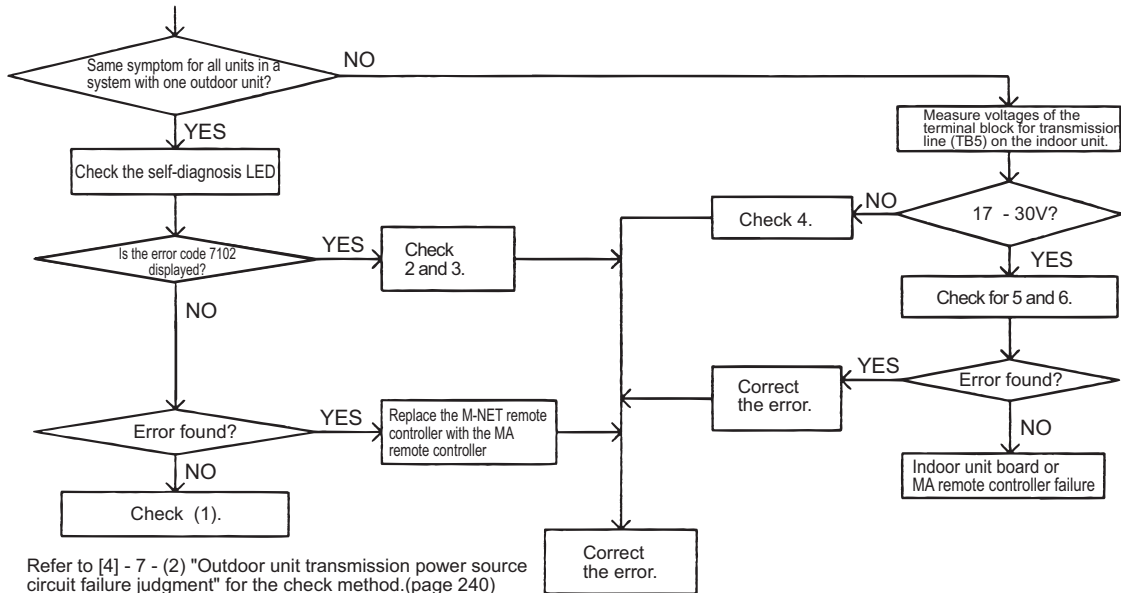 Same symptom for all units in a
system with one outdoor unit?
NO
YES
Check the self-diagnosis LED
Is the error code 7102
displayed?
YES
Check
2 and 3.
NO
Error found?
YES
Replace the M-NET remote
controller with the MA
remote controller
NO
Check (1).
Refer to [4] - 7 - (2) "Outdoor unit transmission power source
circuit failure judgment" for the check method.(page 240)
Measure voltages of the
terminal block for transmission
line (TB5) on the indoor unit.
17 - 30V?
NO
Check 4.
YES
Check for 5 and 6.
Error found?
YES
Correct
the error.
NO
Indoor unit board or
MA remote controller failure
Correct
the error.